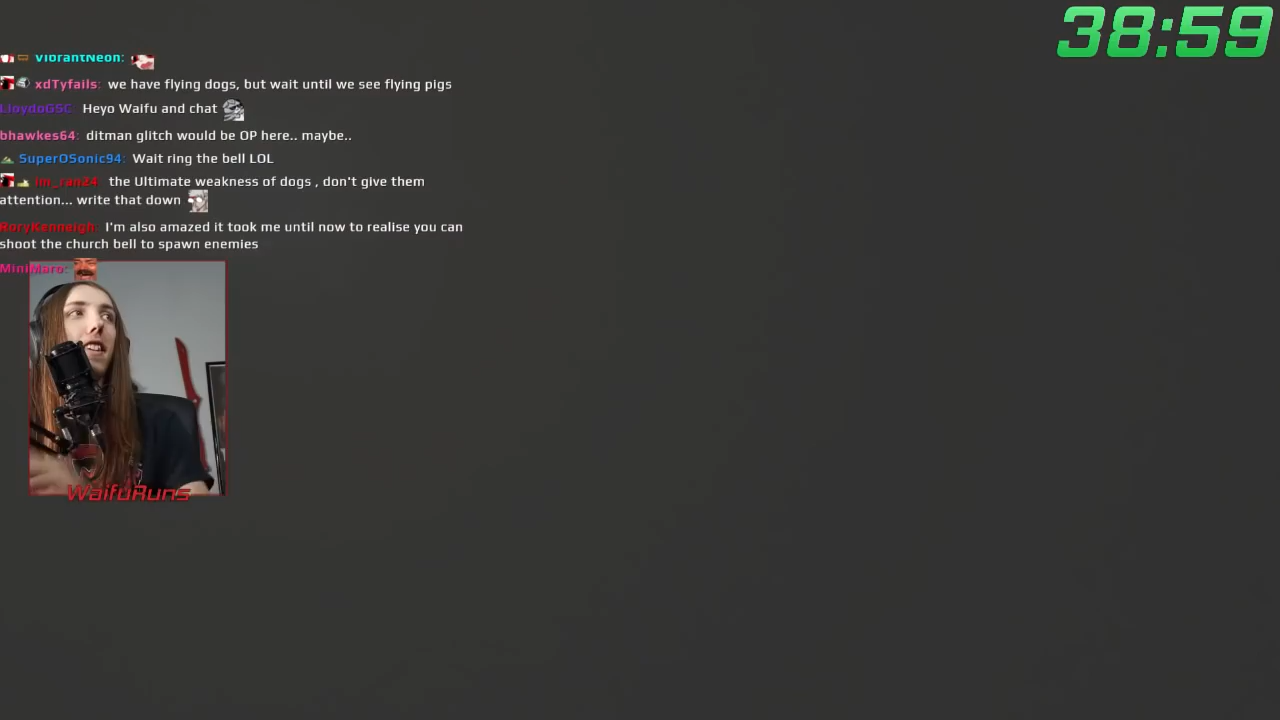 38:59
VibrantNeon:
xdTyfails: we have flying dogs, but wait until we see flying pigs
LloydoGSC: Heyo Waifu and chat
bhawkes64: ditman glitch would be OP here.. maybe..
SuperOSonic94: Wait ring the bell LOL
im_ran24: the Ultimate weakness of dogs , don't give them
attention... write that down
RoryKenneigh: I'm also amazed it took me until now to realise you can
shoot the church bell to spawn enemies
MiniMaro:
WaifuRuns